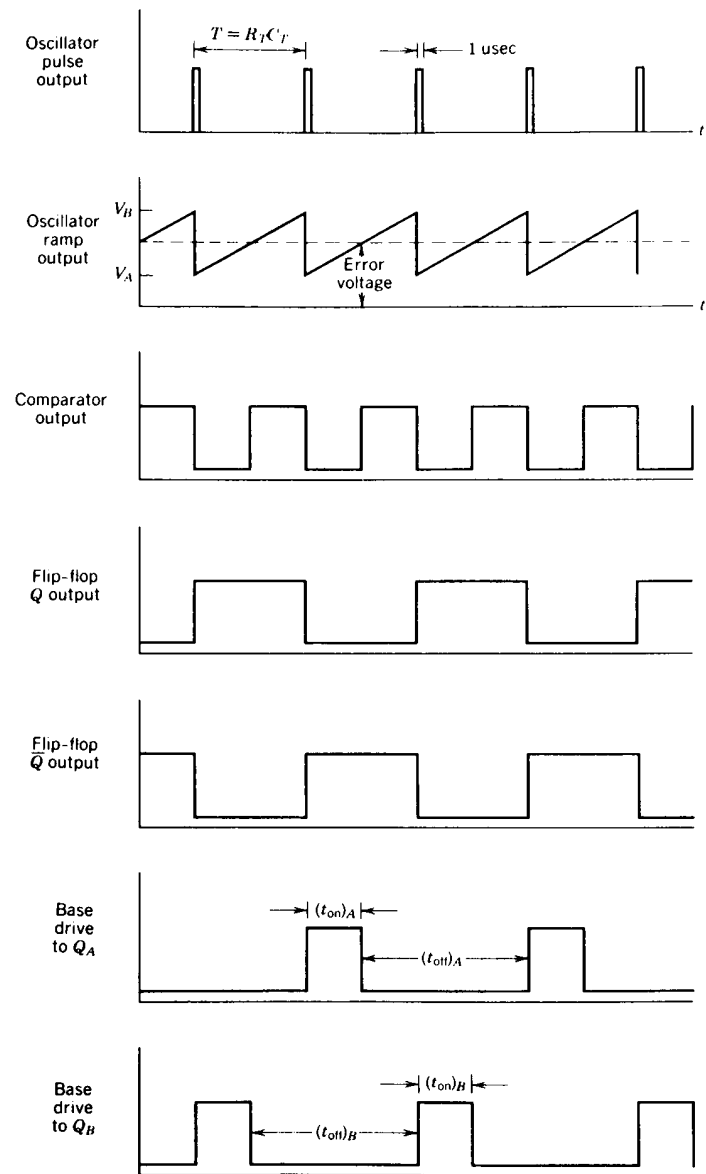 Oscillator
pulse
output
T = R_T C_T
1 usec
t
Oscillator
ramp
output
V_B
V_A
Error
voltage
t
Comparator
output
Flip-flop
Q output
Flip-flop
Q̅ output
Base
drive
to Q_A
(t_on)_A
(t_off)_A
Base
drive
to Q_B
(t_on)_B
(t_off)_B